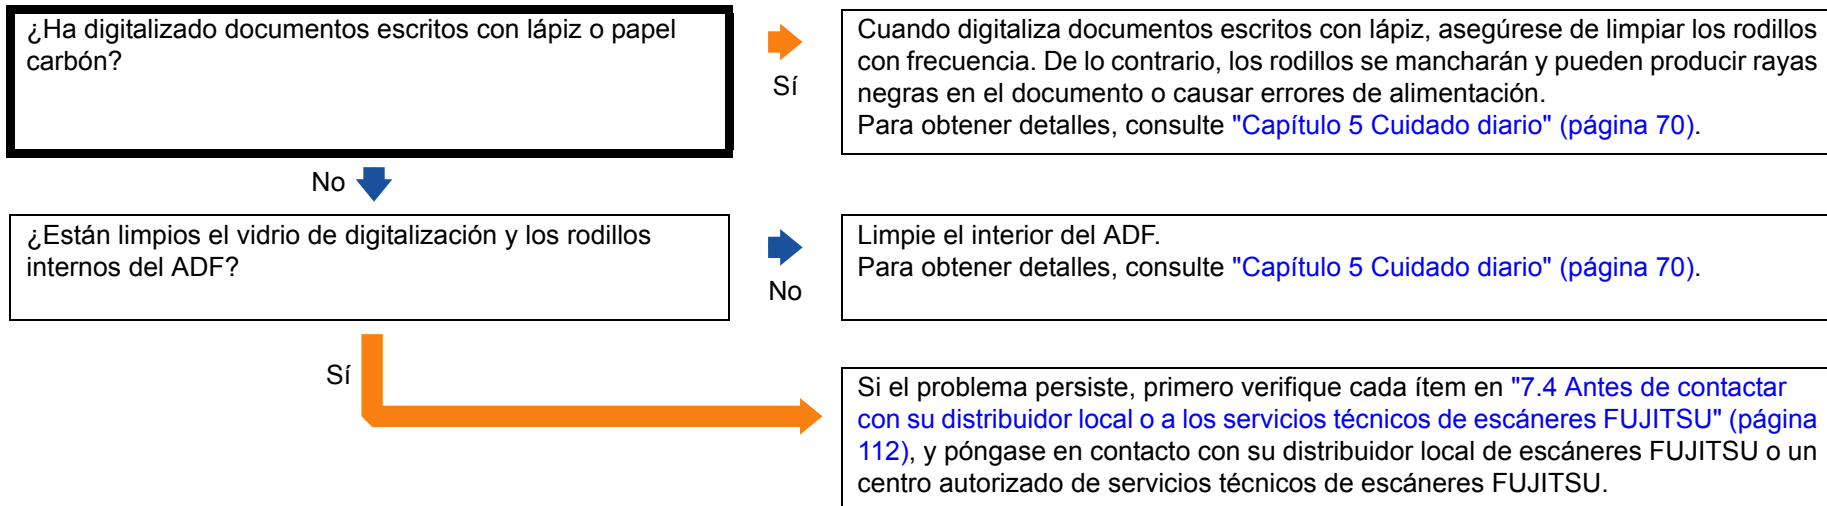 ¿Ha digitalizado documentos escritos con lápiz o papel
carbón?
Sí
Cuando digitaliza documentos escritos con lápiz, asegúrese de limpiar los rodillos
con frecuencia. De lo contrario, los rodillos se mancharán y pueden producir rayas
negras en el documento o causar errores de alimentación.
Para obtener detalles, consulte "Capítulo 5 Cuidado diario" (página 70).
No
¿Están limpios el vidrio de digitalización y los rodillos
internos del ADF?
No
Limpie el interior del ADF.
Para obtener detalles, consulte "Capítulo 5 Cuidado diario" (página 70).
Sí
Si el problema persiste, primero verifique cada ítem en "7.4 Antes de contactar
con su distribuidor local o a los servicios técnicos de escáneres FUJITSU" (página
112), y póngase en contacto con su distribuidor local de escáneres FUJITSU o un
centro autorizado de servicios técnicos de escáneres FUJITSU.